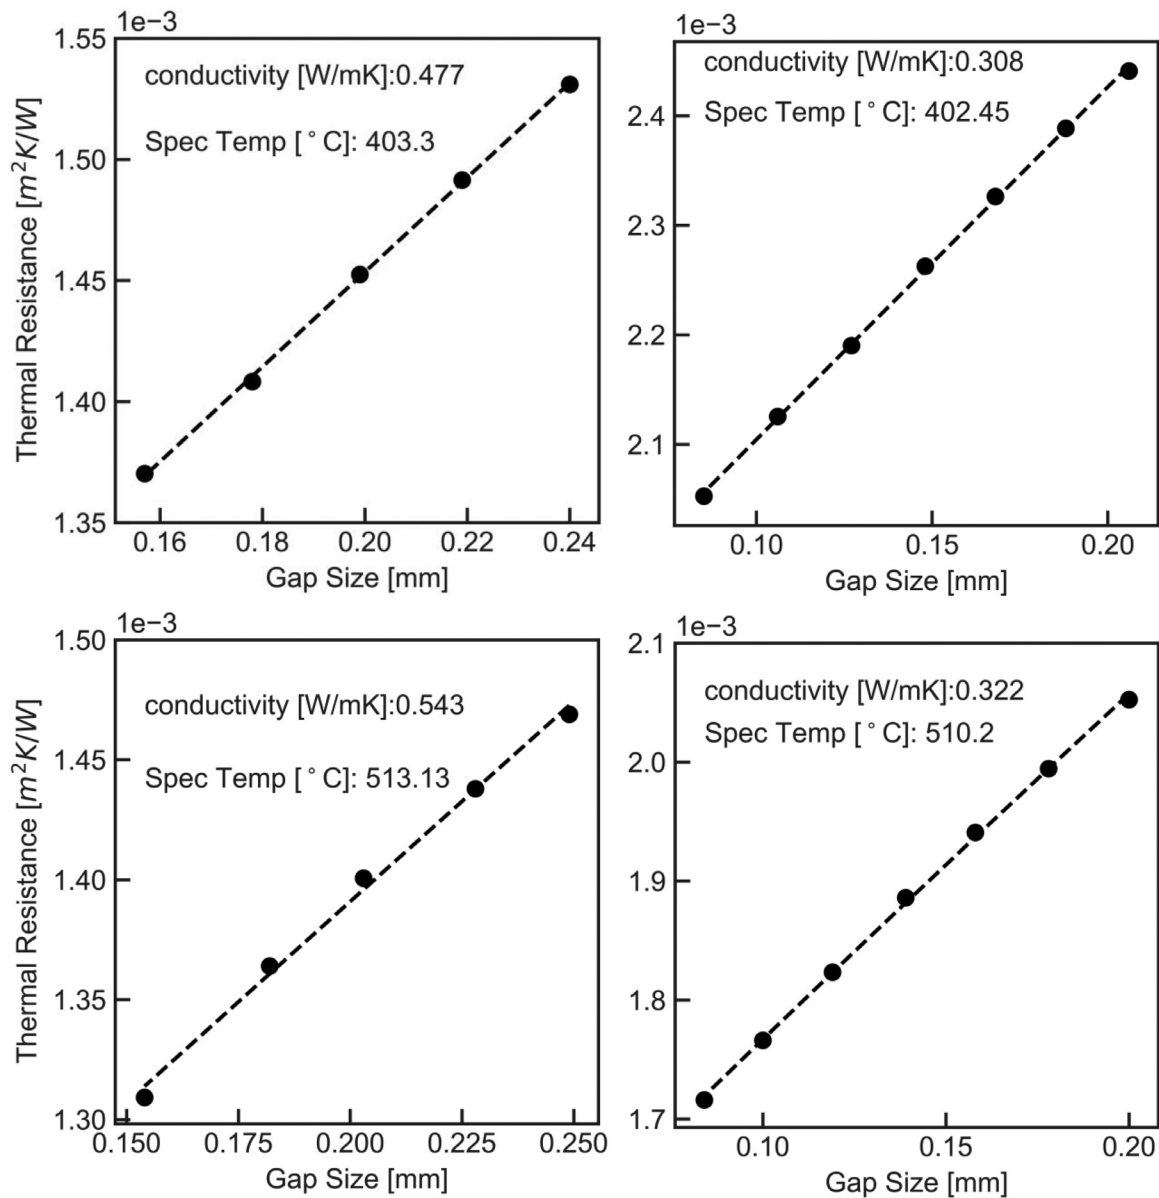 1e−3
conductivity [W/mK]:0.477
Spec Temp [°C]: 403.3
1.55
1.50
1.45
1.40
1.35
Thermal Resistance [m²K/W]
0.16 0.18 0.20 0.22 0.24
Gap Size [mm]
1e−3
conductivity [W/mK]:0.308
Spec Temp [°C]: 402.45
2.4
2.3
2.2
2.1
0.10 0.15 0.20
Gap Size [mm]
1e−3
conductivity [W/mK]:0.543
Spec Temp [°C]: 513.13
1.50
1.45
1.40
1.35
1.30
Thermal Resistance [m²K/W]
0.150 0.175 0.200 0.225 0.250
Gap Size [mm]
1e−3
conductivity [W/mK]:0.322
Spec Temp [°C]: 510.2
2.1
2.0
1.9
1.8
1.7
0.10 0.15 0.20
Gap Size [mm]